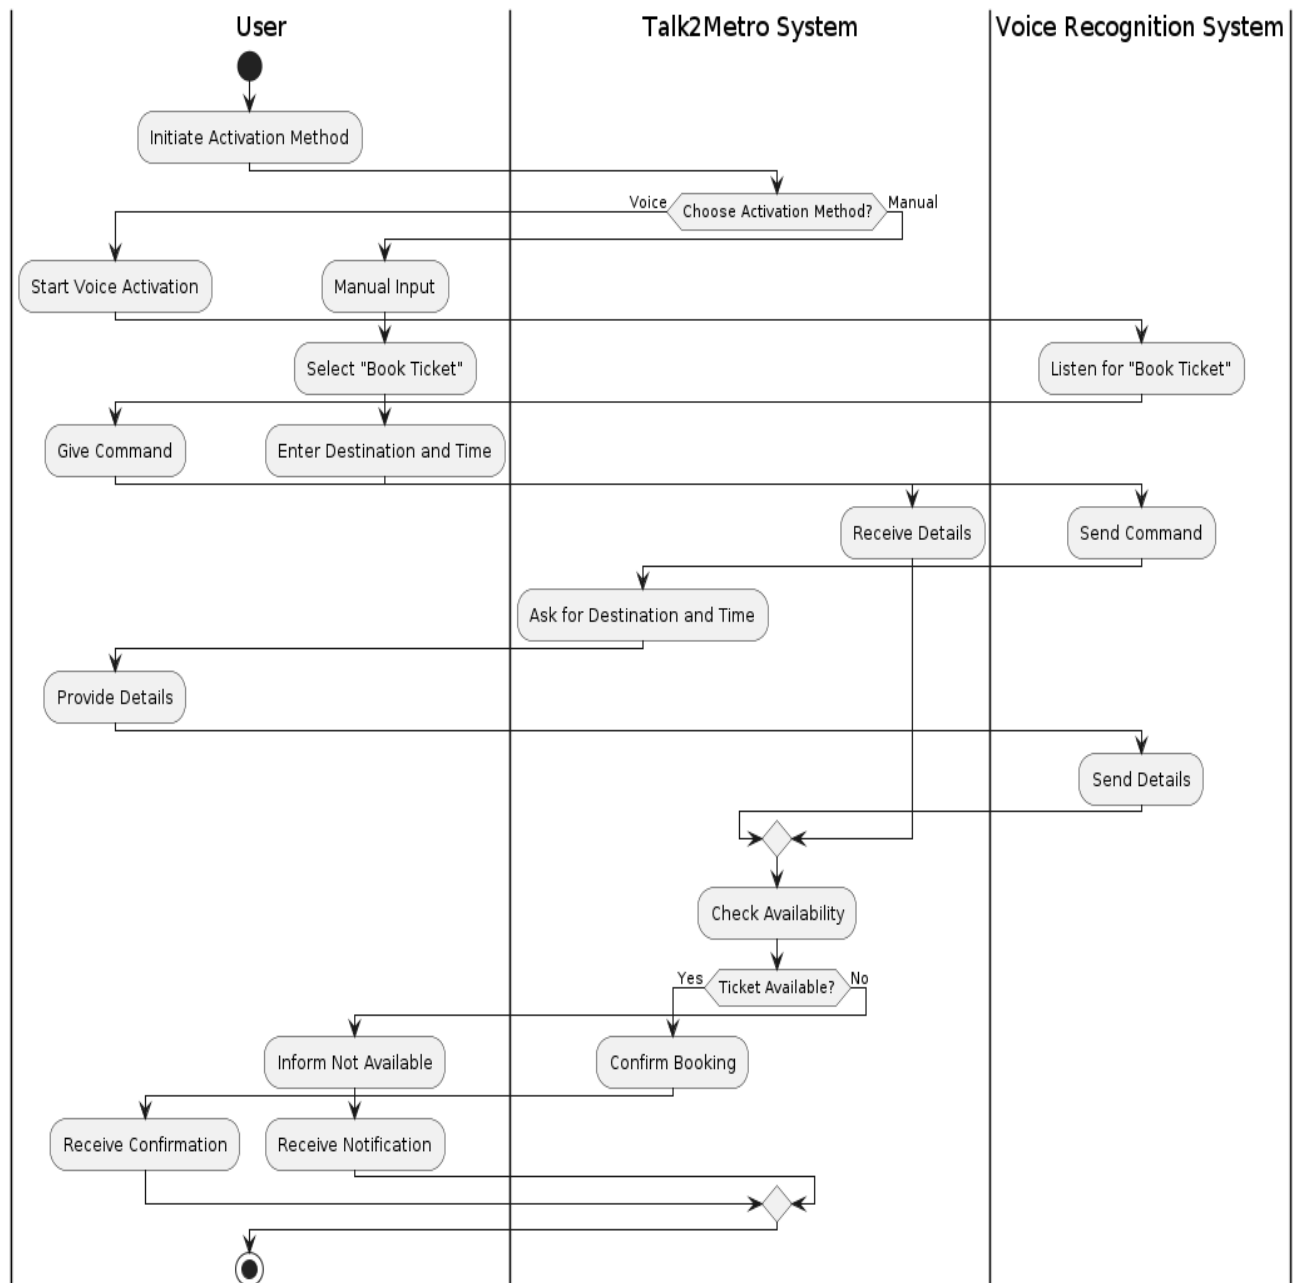 User
Talk2Metro System
Voice Recognition System
Initiate Activation Method
Voice
Choose Activation Method?
Manual
Start Voice Activation
Manual Input
Select "Book Ticket"
Listen for "Book Ticket"
Give Command
Enter Destination and Time
Receive Details
Send Command
Ask for Destination and Time
Provide Details
Send Details
Check Availability
Yes
Ticket Available?
No
Inform Not Available
Confirm Booking
Receive Confirmation
Receive Notification